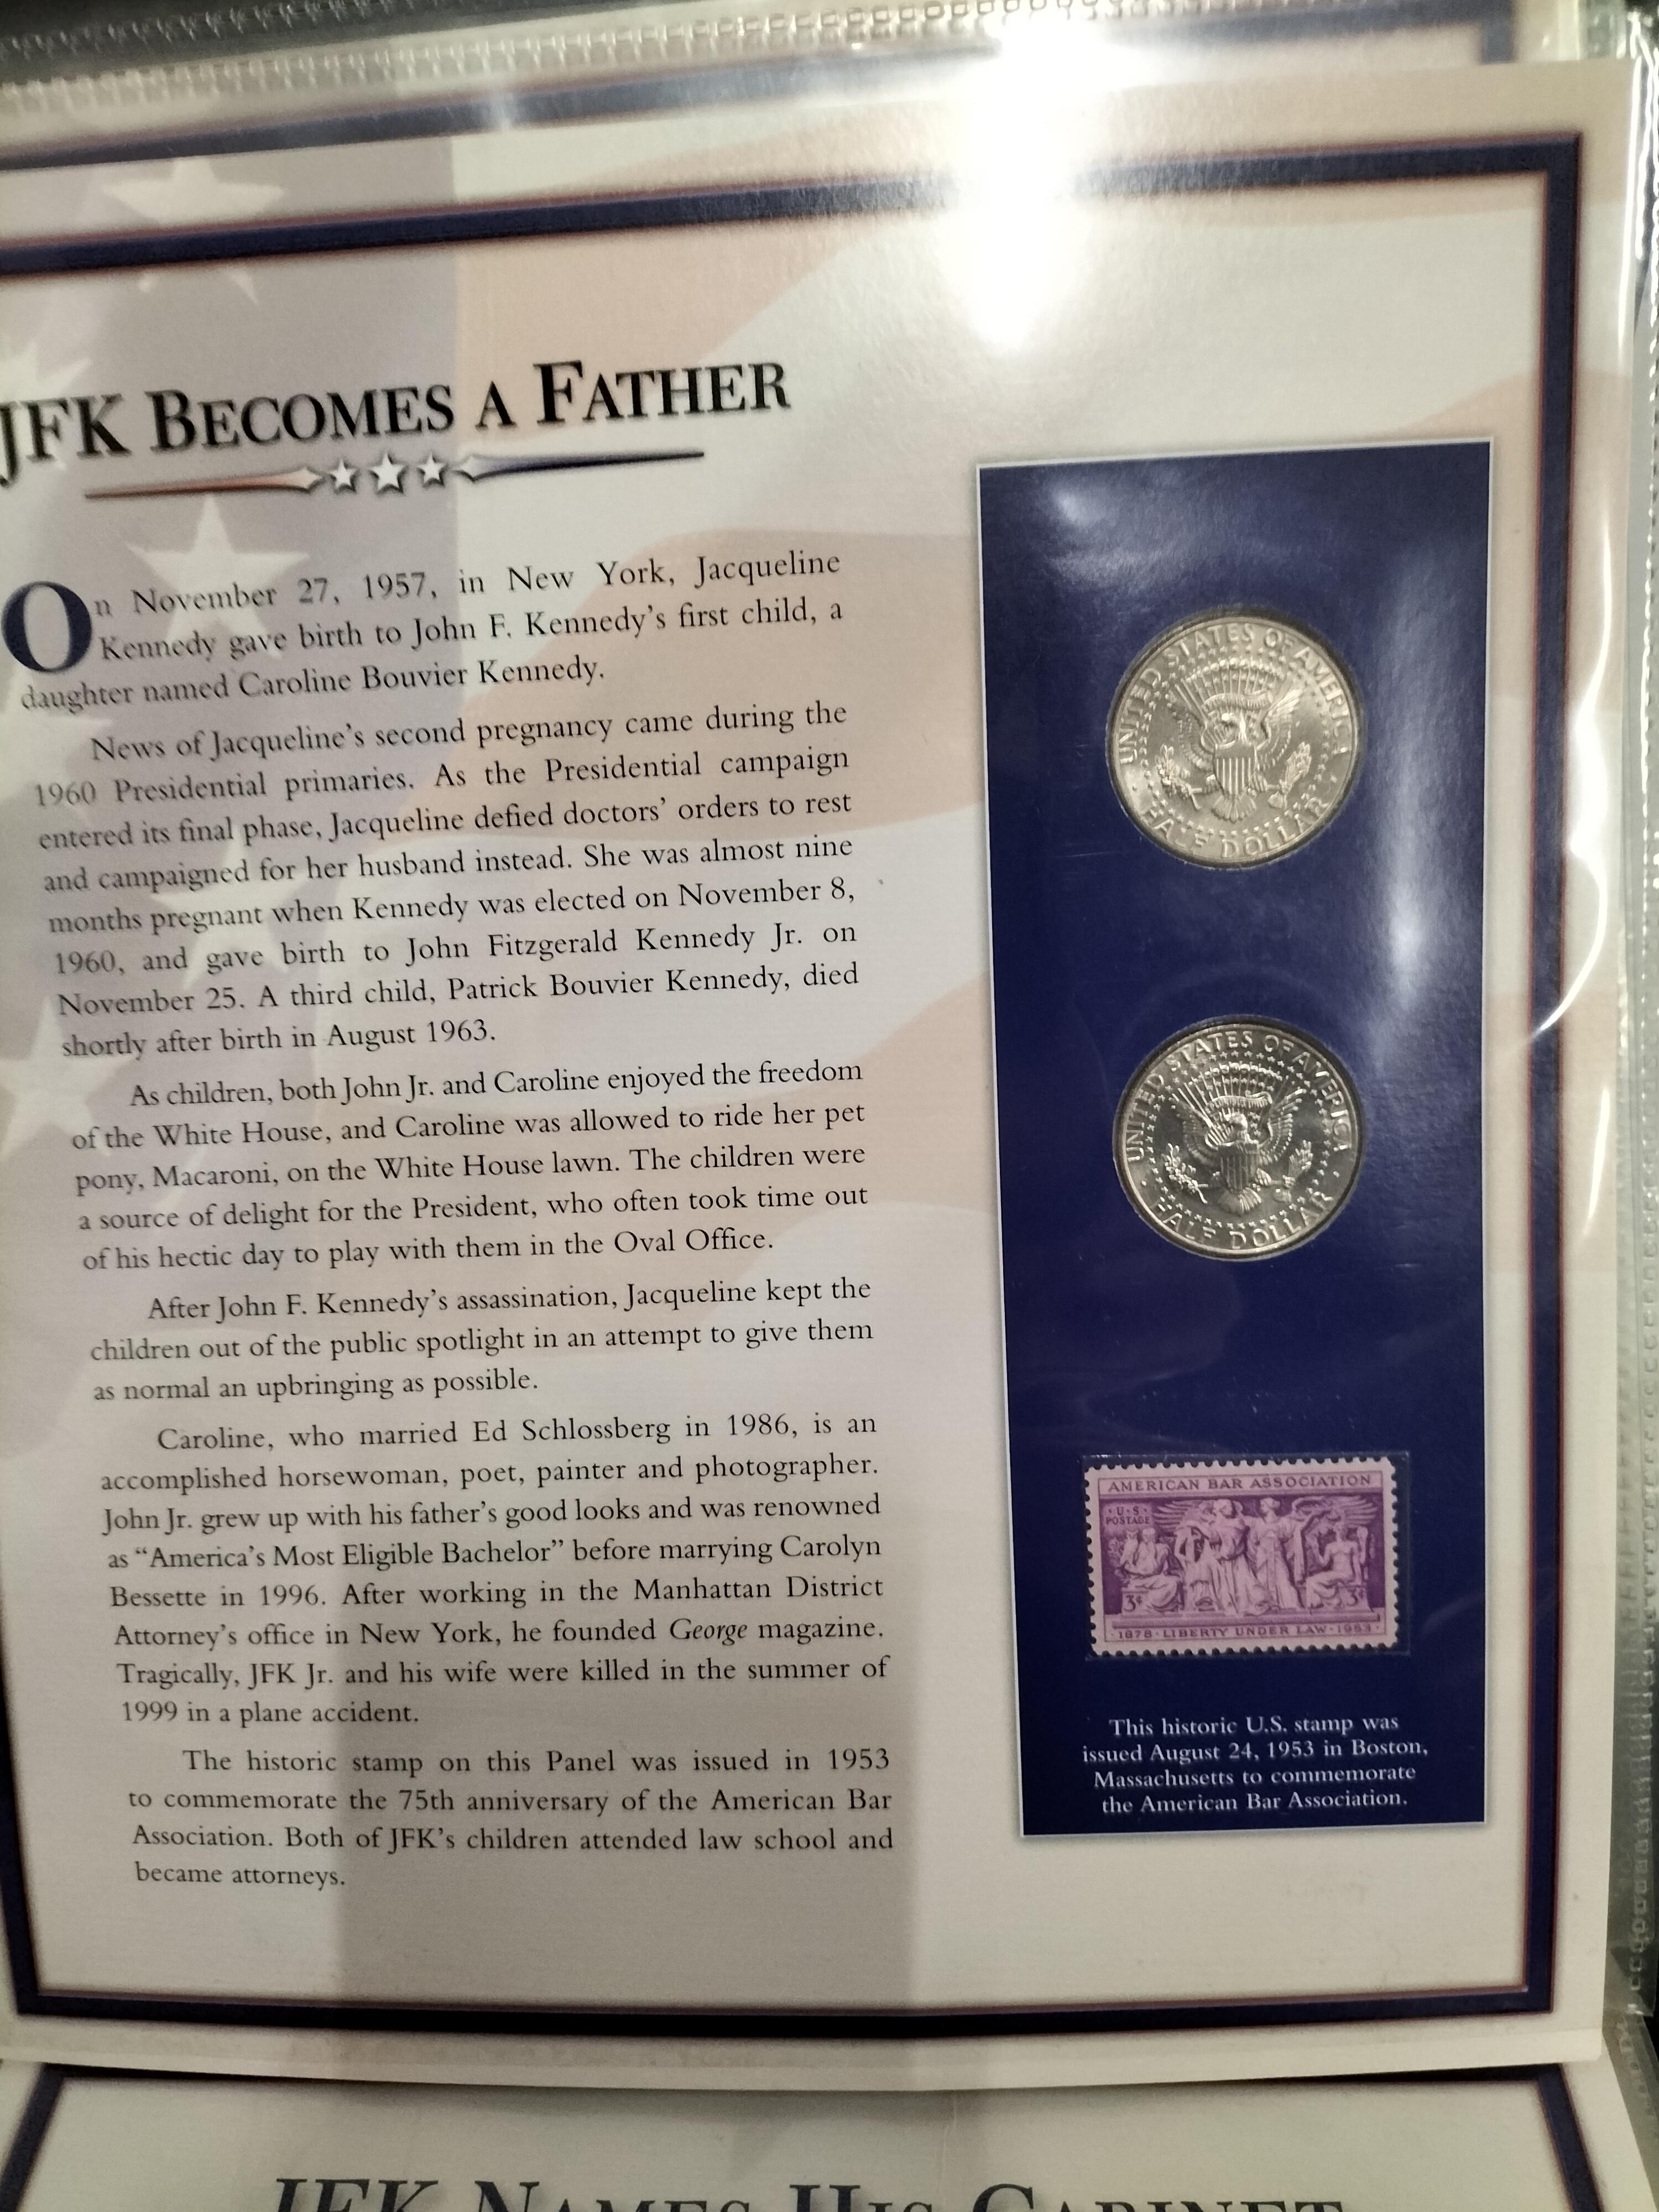 JFK BECOMES A FATHER
On November 27, 1957, in New York, Jacqueline
Kennedy gave birth to John F. Kennedy's first child, a
daughter named Caroline Bouvier Kennedy.
News of Jacqueline's second pregnancy came during the
1960 Presidential primaries. As the Presidential campaign
entered its final phase, Jacqueline defied doctors' orders to rest
and campaigned for her husband instead. She was almost nine
months pregnant when Kennedy was elected on November 8,
1960, and gave birth to John Fitzgerald Kennedy Jr. on
November 25. A third child, Patrick Bouvier Kennedy, died
shortly after birth in August 1963.
As children, both John Jr. and Caroline enjoyed the freedom
of the White House, and Caroline was allowed to ride her pet
pony, Macaroni, on the White House lawn. The children were
a source of delight for the President, who often took time out
of his hectic day to play with them in the Oval Office.
After John F. Kennedy's assassination, Jacqueline kept the
children out of the public spotlight in an attempt to give them
as normal an upbringing as possible.
Caroline, who married Ed Schlossberg in 1986, is an
accomplished horsewoman, poet, painter and photographer.
John Jr. grew up with his father's good looks and was renowned
as “America's Most Eligible Bachelor” before marrying Carolyn
Bessette in 1996. After working in the Manhattan District
Attorney's office in New York, he founded George magazine.
Tragically, JFK Jr. and his wife were killed in the summer of
1999 in a plane accident.
The historic stamp on this Panel was issued in 1953
to commemorate the 75th anniversary of the American Bar
Association. Both of JFK's children attended law school and
became attorneys.
UNITED STATES OF AMERICA
HALF DOLLAR
UNITED STATES OF AMERICA
HALF DOLLAR
AMERICAN BAR ASSOCIATION
U·S·
POSTAGE
3¢ 3¢
1878·LIBERTY UNDER LAW·1953
This historic U.S. stamp was
issued August 24, 1953 in Boston,
Massachusetts to commemorate
the American Bar Association.
JFK NAMES HIS CABINET